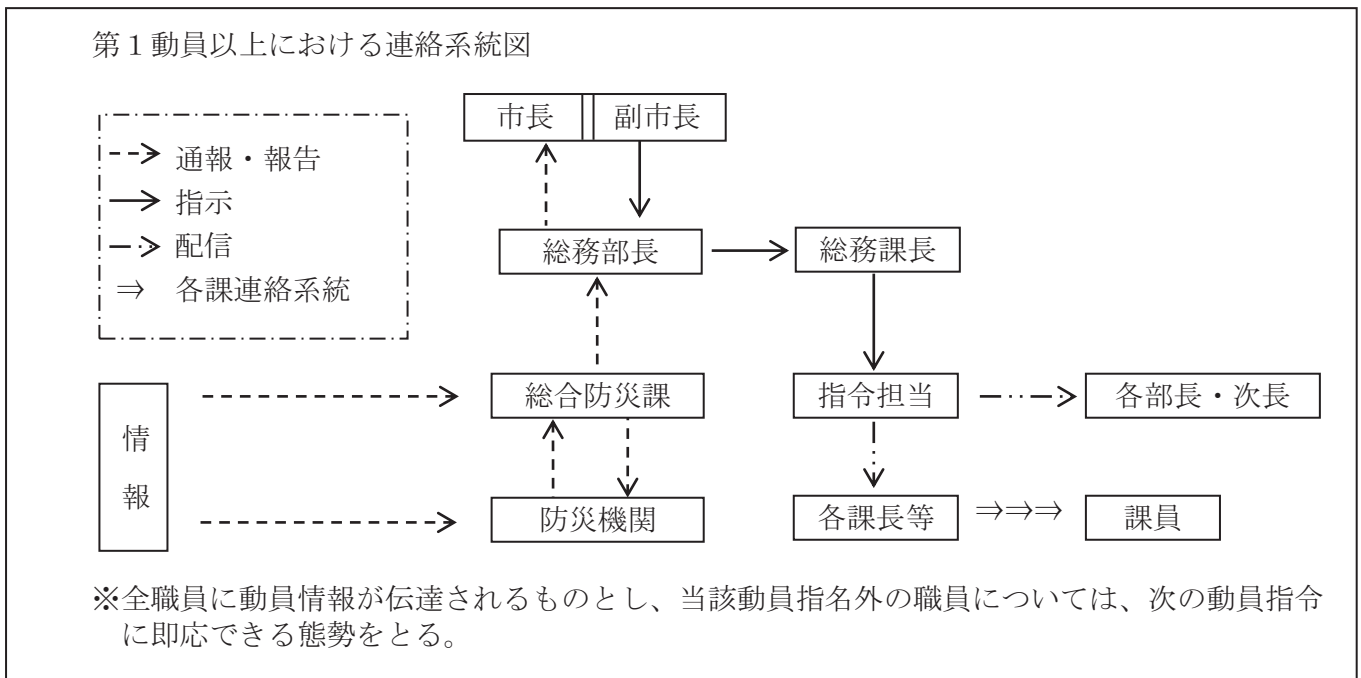 第１動員以上における連絡系統図
市長
副市長
通報・報告
指示
配信
⇒ 各課連絡系統
総務部長
総務課長
情報
総合防災課
指令担当
各部長・次長
防災機関
各課長等
⇒⇒⇒
課員
※全職員に動員情報が伝達されるものとし、当該動員指名外の職員については、次の動員指令
に即応できる態勢をとる。